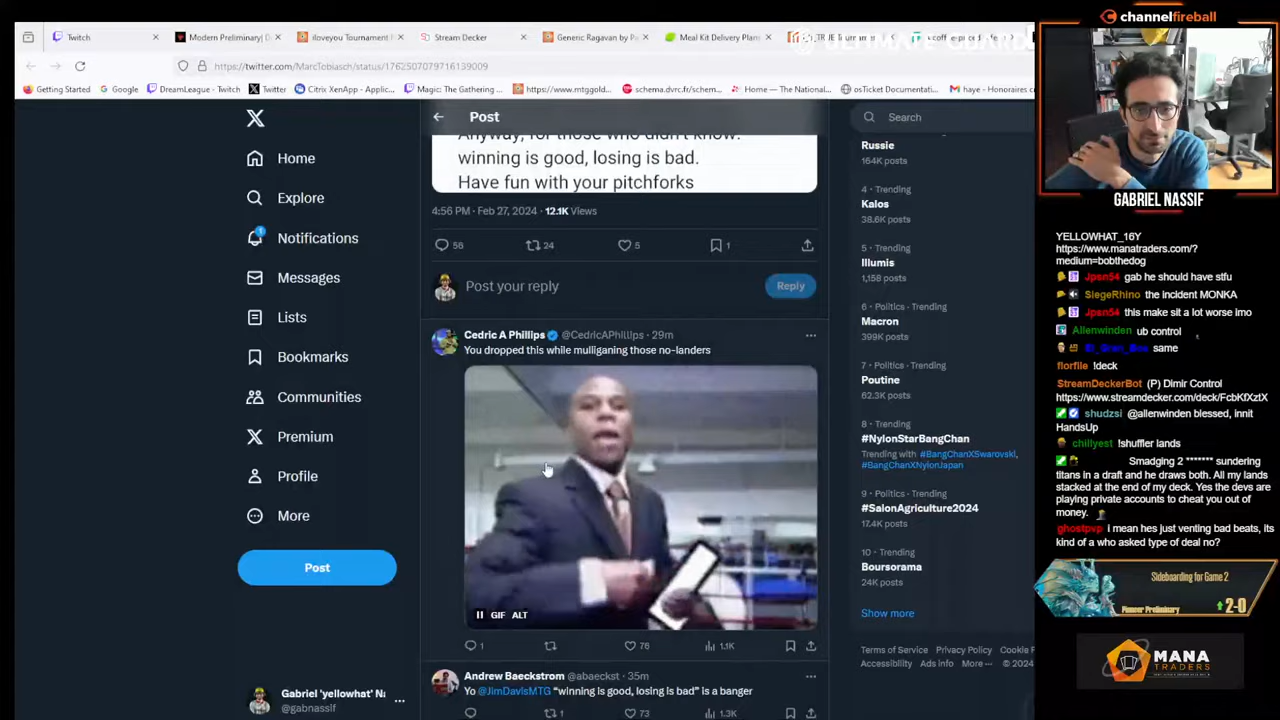 channelfireball
Twitch
Modern Preliminary| D
iloveyou Tournament
Stream Decker
Generic Ragavan by
Meal Kit Delivery Plan
https://twitter.com/MarcTobiasch/status/1762507079716139009
Getting Started
Google
DreamLeague - Twitch
Twitter
Citrix XenApp - Applic...
Magic: The Gathering ...
https://www.mtggold...
schema.dvrc.fr/schem...
Home — The National...
osTicket Documentati...
haye - Honoraires
Home
Explore
Notifications
1
Messages
Lists
Bookmarks
Communities
Premium
Profile
More
Post
Gabriel 'yellowhat' Na
@gabnassif
Post
Anyway, for those who didn't know:
winning is good, losing is bad.
Have fun with your pitchforks
4:56 PM · Feb 27, 2024 · 12.1K Views
56 24 5 1
Post your reply
Reply
Cedric A Phillips @CedricAPhillips · 29m
You dropped this while mulliganing those no-landers
GIF ALT
1 76 1.1K
Andrew Baeckstrom @abaeckst · 35m
Yo @JimDavisMTG “winning is good, losing is bad” is a banger
1 73 1.3K
Search
Russie
164K posts
4 · Trending
Kalos
38.6K posts
5 · Trending
Illumis
1,158 posts
6 · Politics · Trending
Macron
399K posts
7 · Politics · Trending
Poutine
62.3K posts
8 · Trending
#NylonStarBangChan
Trending with #BangChanXSwarovski,
#BangChanXNylonJapan
9 · Politics · Trending
#SalonAgriculture2024
17.4K posts
10 · Trending
Boursorama
24K posts
Show more
Terms of Service Privacy Policy Cookie
Accessibility Ads info More ··· © 2024
GABRIEL NASSIF
YELLOWHAT_16Y
https://www.manatraders.com/?
medium=bobthedog
Jpsn54 gab he should have stfu
SiegeRhino the incident MONKA
Jpsn54 this make sit a lot worse imo
Allenwinden ub control
same
florfile !deck
StreamDeckerBot (P) Dimir Control
https://www.streamdecker.com/deck/FcbKfXztX
shudzsi @allenwinden blessed, innit
HandsUp
chillyest !shuffler lands
Smadging 2 ******* sundering
titans in a draft and he draws both. All my lands
stacked at the end of my deck. Yes the devs are
playing private accounts to cheat you out of
money.
ghostpvp i mean hes just venting bad beats, its
kind of a who asked type of deal no?
Sideboarding for Game 2
Pioneer Preliminary
2-0
MANA
TRADERS